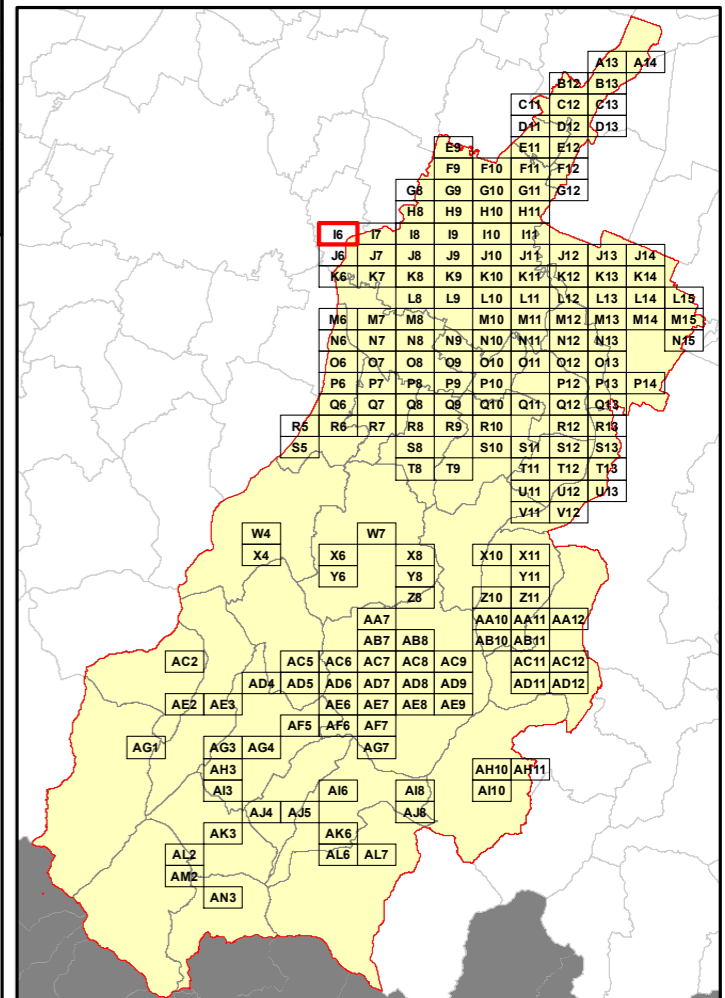 A13 A14
B12 B13
C11 C12 C13
D11 D12 D13
E9 E11 E12
F9 F10 F11 F12
G8 G9 G10 G11 G12
H8 H9 H10 H11
I6 I7 I8 I9 I10 I11
J6 J7 J8 J9 J10 J11 J12 J13 J14
K6 K7 K8 K9 K10 K11 K12 K13 K14
L8 L9 L10 L11 L12 L13 L14 L15
M6 M7 M8 M10 M11 M12 M13 M14 M15
N6 N7 N8 N9 N10 N11 N12 N13 N15
O6 O7 O8 O9 O10 O11 O12 O13
P6 P7 P8 P9 P10 P12 P13 P14
Q6 Q7 Q8 Q9 Q10 Q11 Q12 Q13
R5 R6 R7 R8 R9 R10 R12 R13
S5 S8 S10 S11 S12 S13
T8 T9 T11 T12 T13
U11 U12 U13
V11 V12
W4 W7
X4 X6 X8 X10 X11
Y6 Y8 Y11
Z8 Z10 Z11
AA7 AA10 AA11 AA12
AB7 AB8 AB10 AB11
AC2 AC5 AC6 AC7 AC8 AC9 AC11 AC12
AD4 AD5 AD6 AD7 AD8 AD9 AD11 AD12
AE2 AE3 AE6 AE7 AE8 AE9
AF5 AF6 AF7
AG1 AG3 AG4 AG7
AH3 AH10 AH11
AI3 AI6 AI8 AI10
AJ4 AJ5 AJ8
AK3 AK6
AL2 AL6 AL7
AM2
AN3